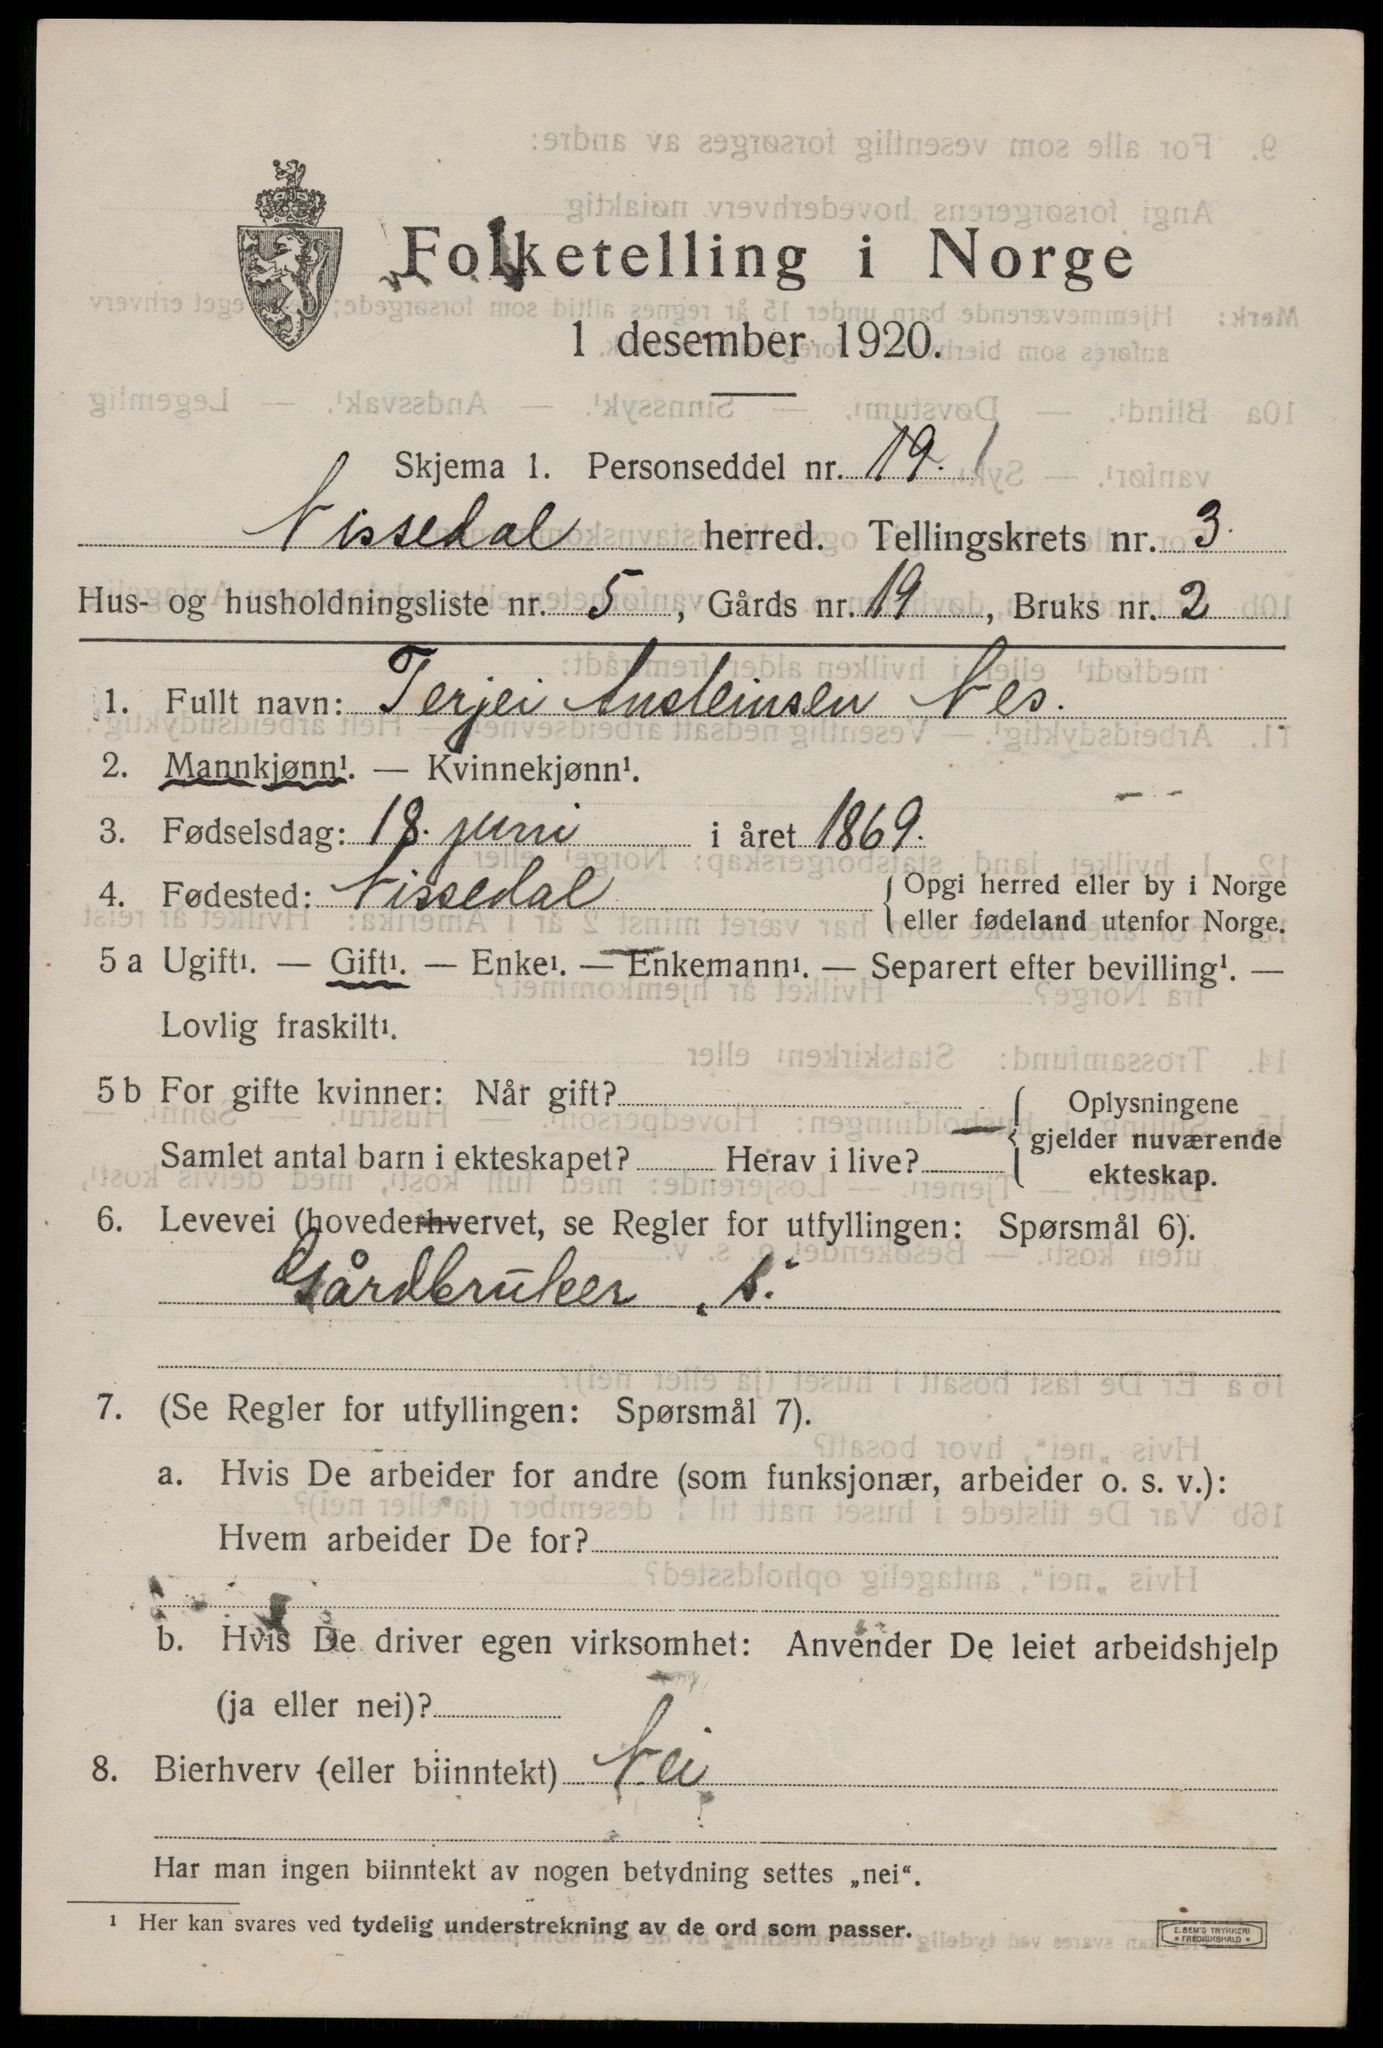 Folketelling i Norge
1 desember 1920.
Skjema 1. Personseddel nr. 19. 1
Nissedal herred. Tellingskrets nr. 3.
Hus- og husholdningsliste nr. 5, Gårds nr. 19, Bruks nr. 2
1. Fullt navn: Terjei Ansteinsen Nes.
2. Mannkjønn¹. — Kvinnekjønn¹.
3. Fødselsdag: 18. juni i året 1869.
4. Fødested: Nissedal { Opgi herred eller by i Norge
eller fødeland utenfor Norge.
5 a Ugift¹. — Gift¹. — Enke¹. — Enkemann¹. — Separert efter bevilling¹. —
Lovlig fraskilt¹.
5 b For gifte kvinner: Når gift?
Samlet antal barn i ekteskapet? Herav i live?
{ Oplysningene
gjelder nuværende
ekteskap.
6. Levevei (hovederhvervet, se Regler for utfyllingen: Spørsmål 6).
Gårdbruker, s.
7. (Se Regler for utfyllingen: Spørsmål 7).
a. Hvis De arbeider for andre (som funksjonær, arbeider o. s. v.):
Hvem arbeider De for?
b. Hvis De driver egen virksomhet: Anvender De leiet arbeidshjelp
(ja eller nei)?
8. Bierhverv (eller biinntekt) Nei
Har man ingen biinntekt av nogen betydning settes „nei“.
¹ Her kan svares ved tydelig understrekning av de ord som passer.
E. SEM'S TRYKKERI
FREDRIKSHALD